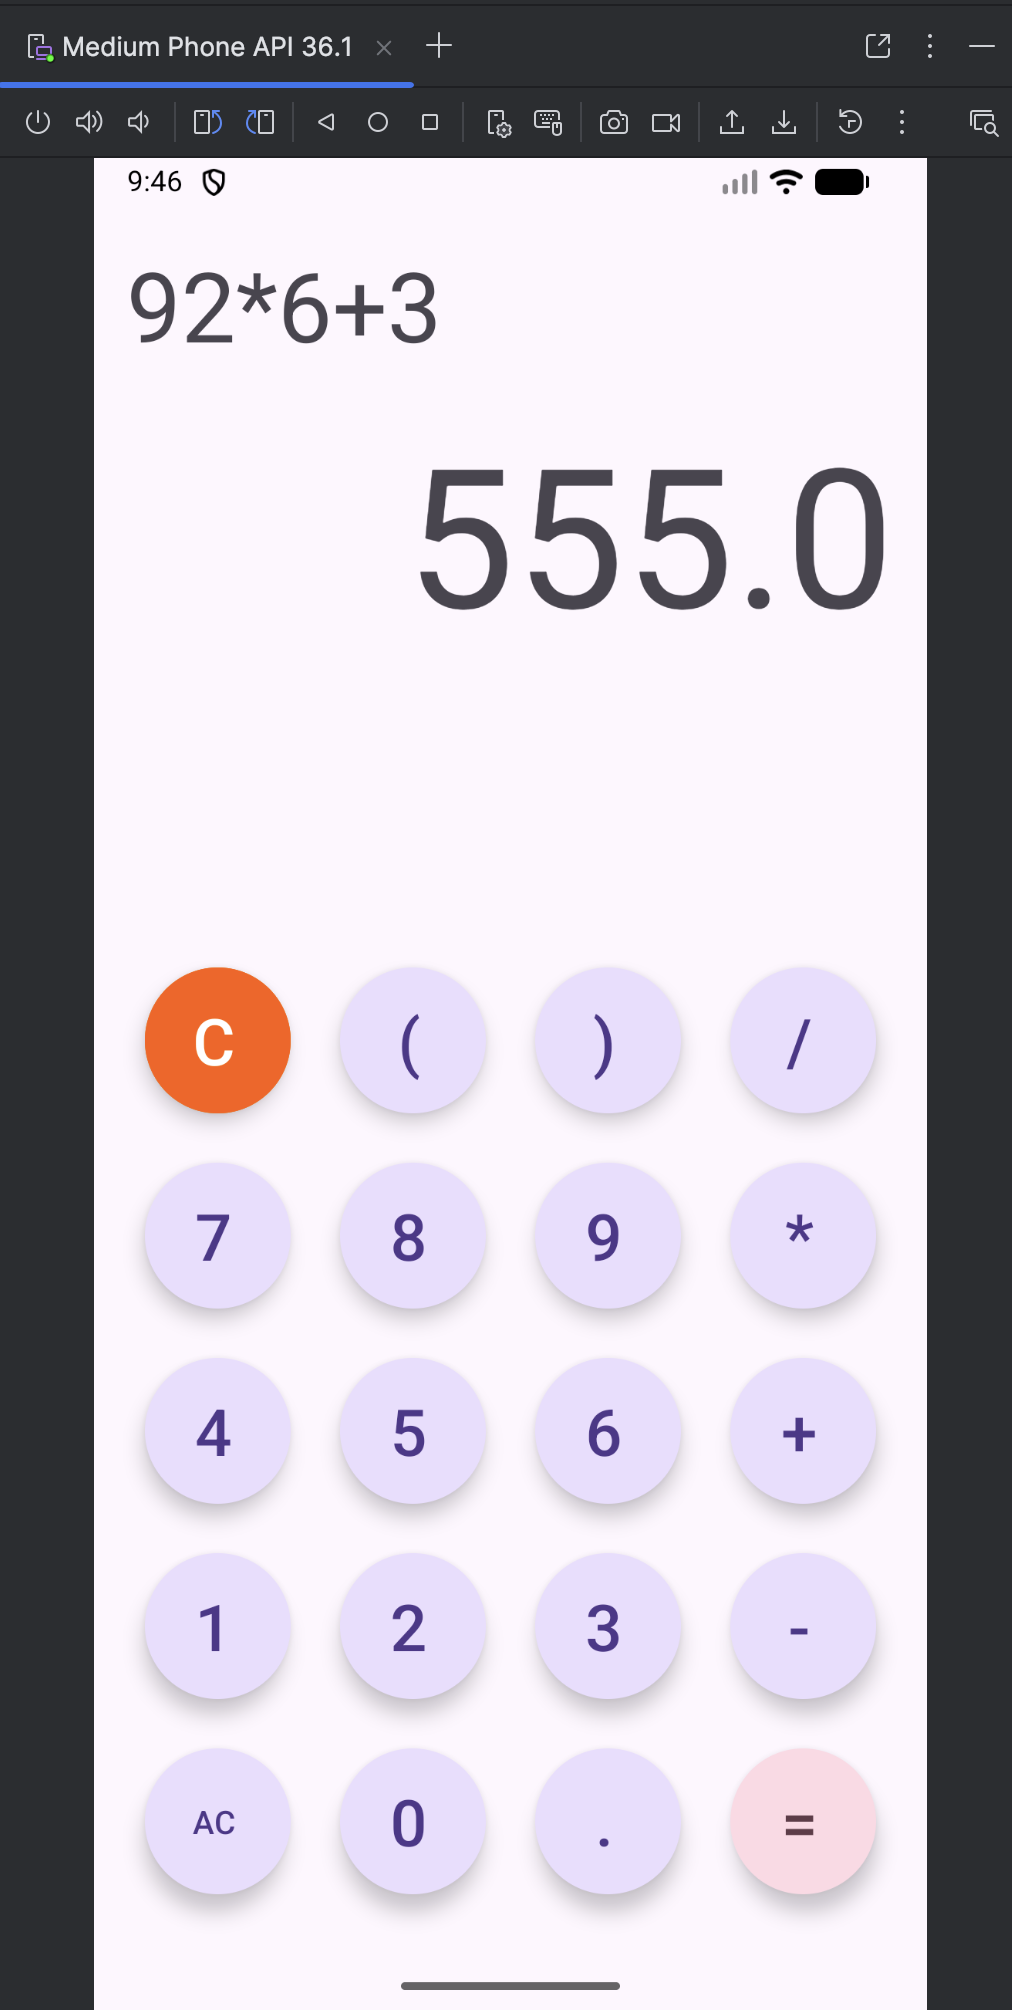 Medium Phone API 36.1
9:46
92*6+3
555.0
C ( ) /
7 8 9 *
4 5 6 +
1 2 3 -
AC 0 . =